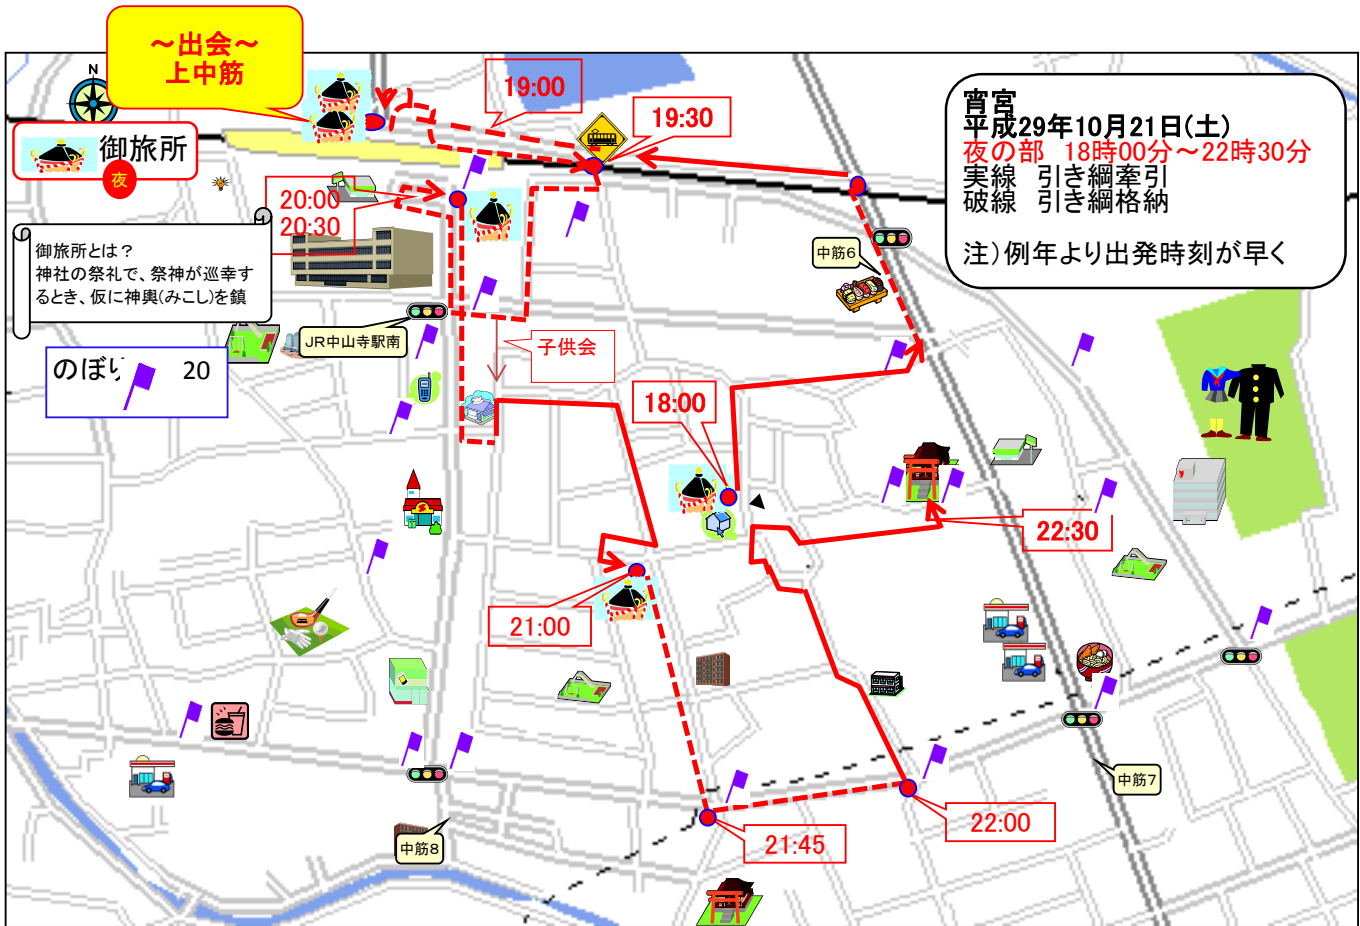 ～出会～
上中筋
N
御旅所
夜
19:00
19:30
宵宮
平成29年10月21日(土)
夜の部 18時00分～22時30分
実線 引き綱牽引
破線 引き綱格納
注)例年より出発時刻が早く
20:00
20:30
御旅所とは？
神社の祭礼で、祭神が巡幸す
るとき、仮に神輿(みこし)を鎮
中筋6
JR中山寺駅南
子供会
のぼり 20
18:00
22:30
21:00
中筋7
22:00
21:45
中筋8